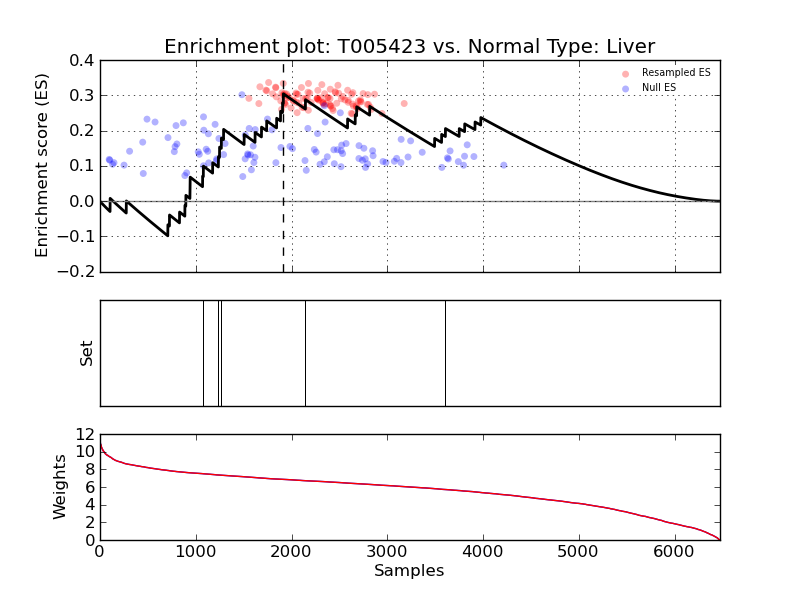 Enrichment plot: T005423 vs. Normal Type: Liver
Enrichment score (ES)
0.4
0.3
0.2
0.1
0.0
−0.1
−0.2
Resampled ES
Null ES
Set
Weights
12
10
8
6
4
2
0
0 1000 2000 3000 4000 5000 6000
Samples